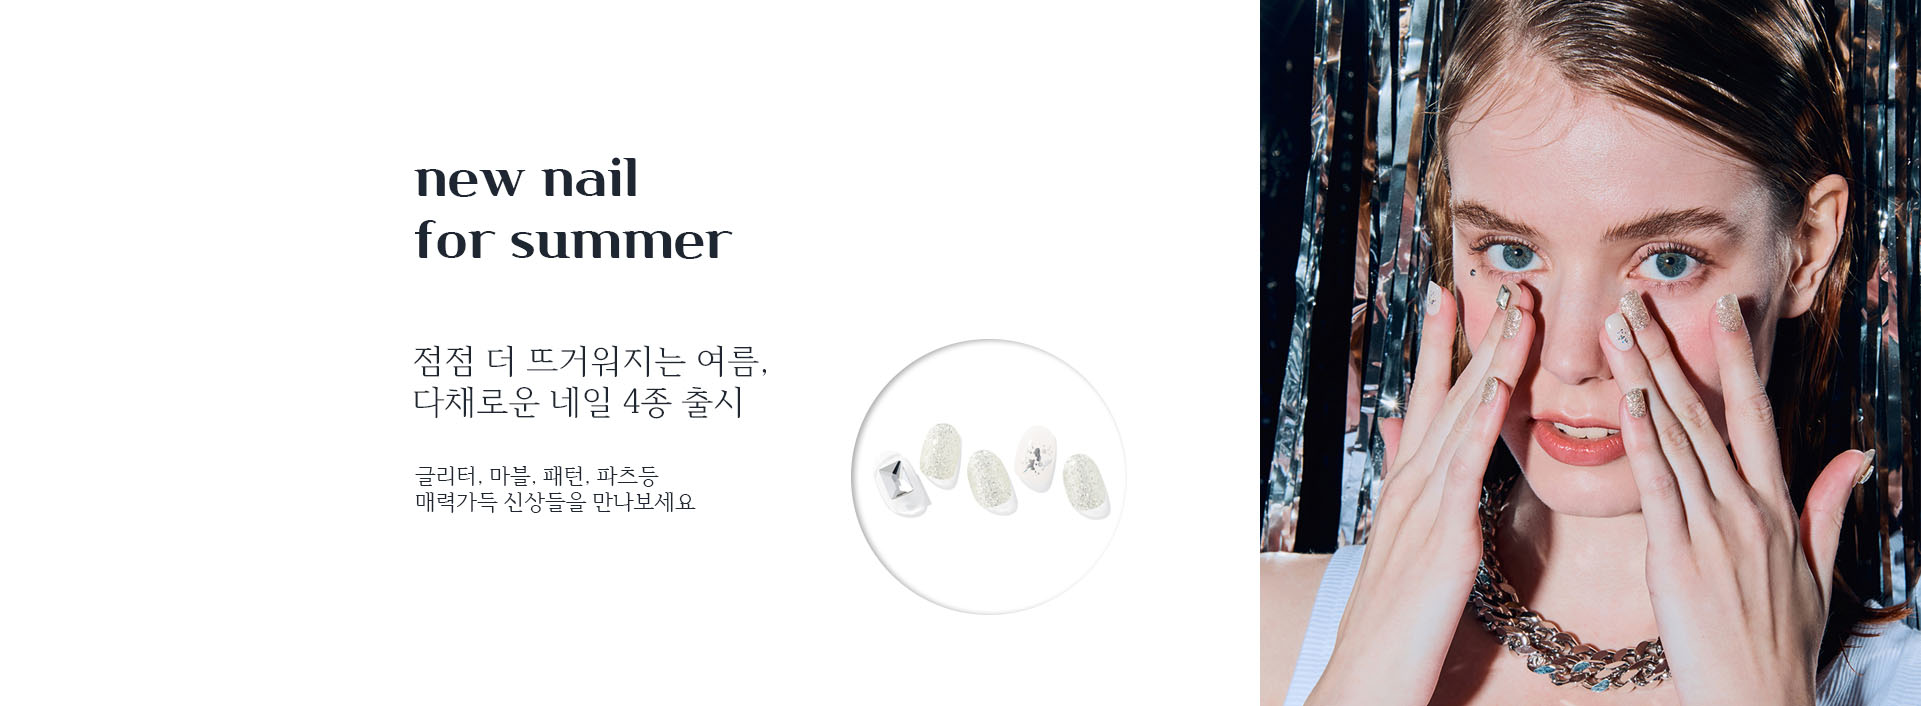 new nail
for summer
점점 더 뜨거워지는 여름,
다채로운 네일 4종 출시
글리터, 마블, 패턴, 파츠등
매력가득 신상들을 만나보세요